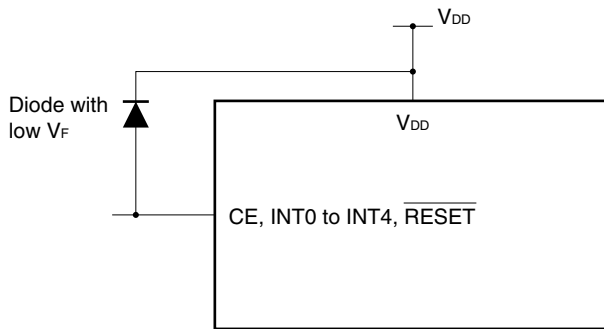 VDD
Diode with
low VF
VDD
CE, INT0 to INT4, RESET